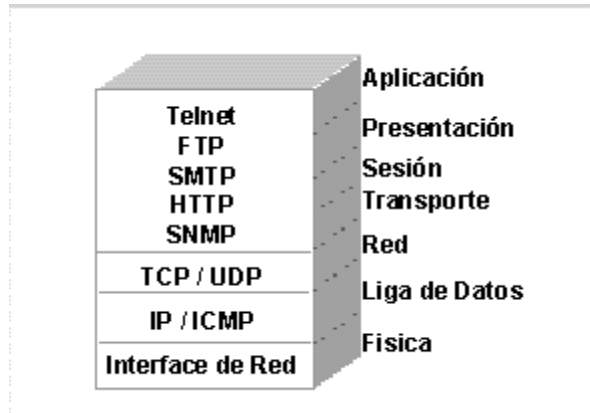 Telnet
FTP
SMTP
HTTP
SNMP
TCP / UDP
IP / ICMP
Interface de Red
Aplicación
Presentación
Sesión
Transporte
Red
Liga de Datos
Fisica